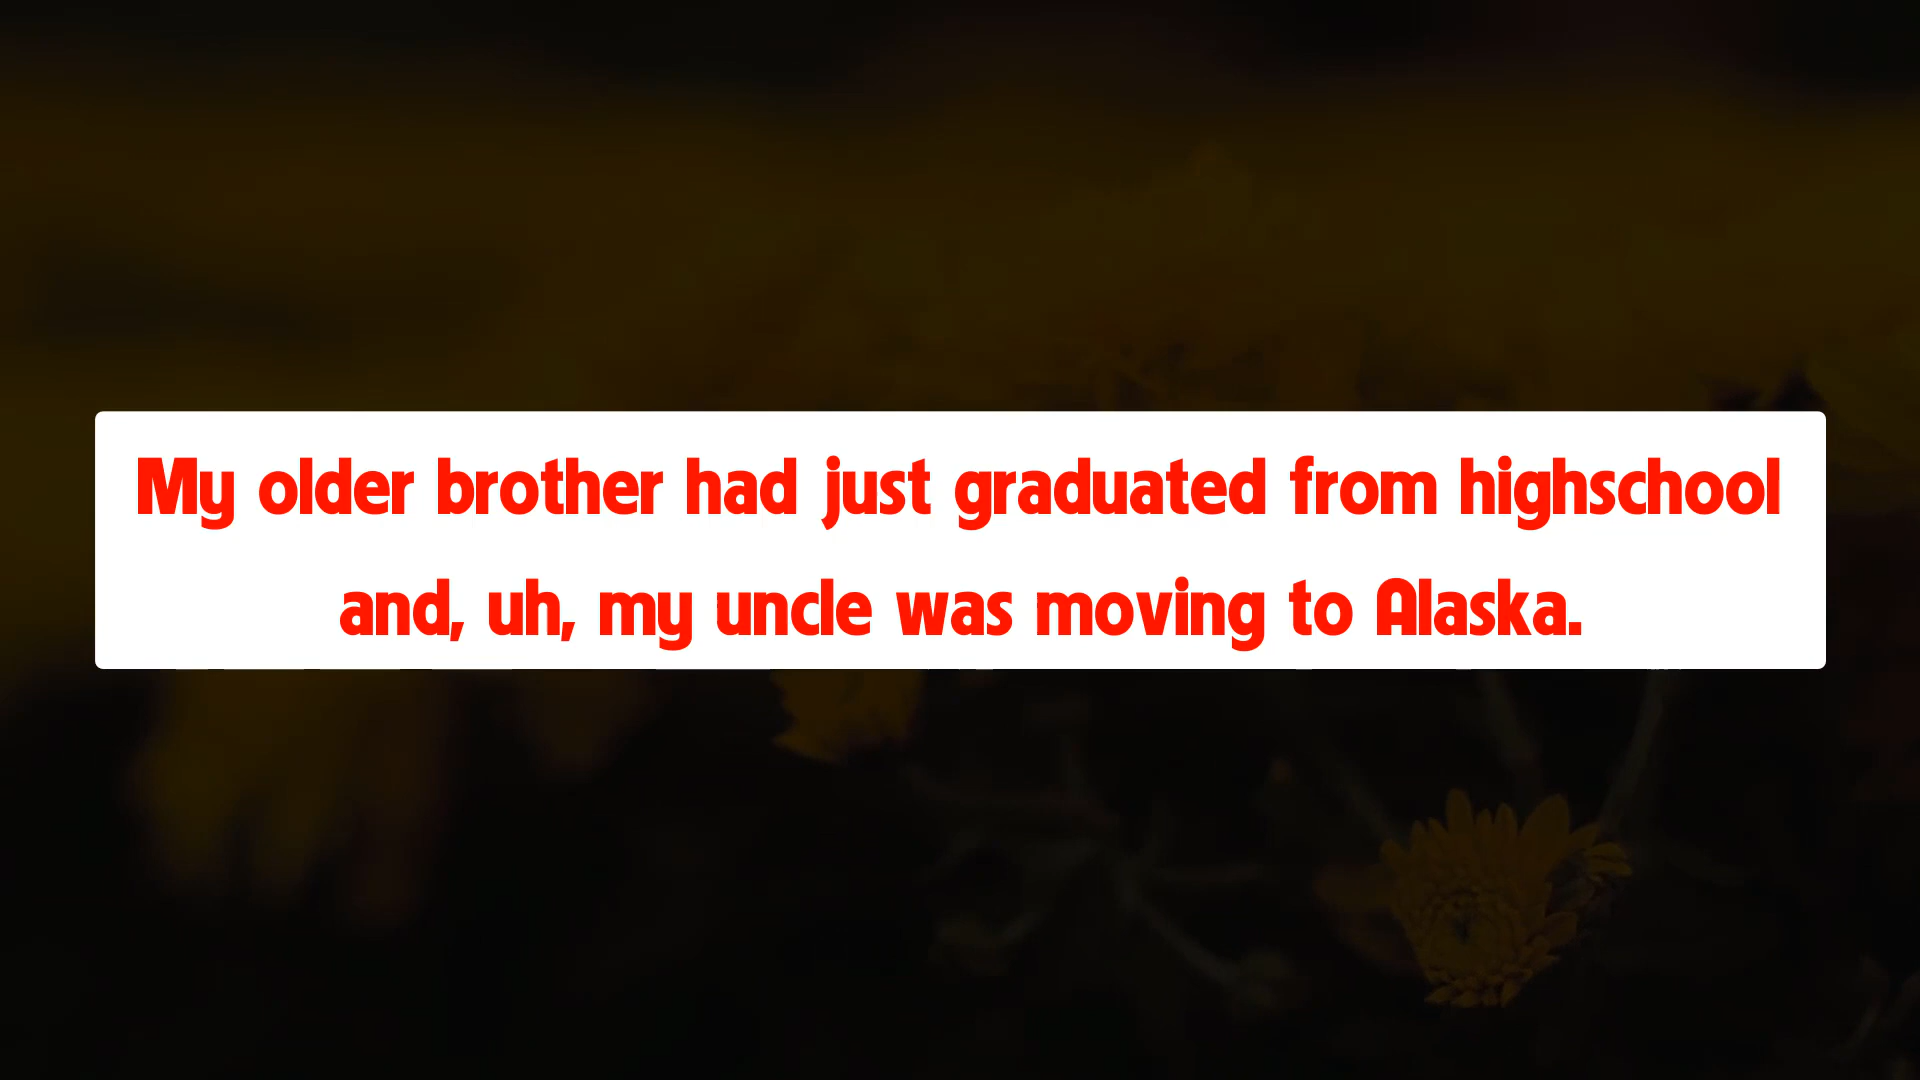 My older brother had just graduated from highschool
and, uh, my uncle was moving to Alaska.